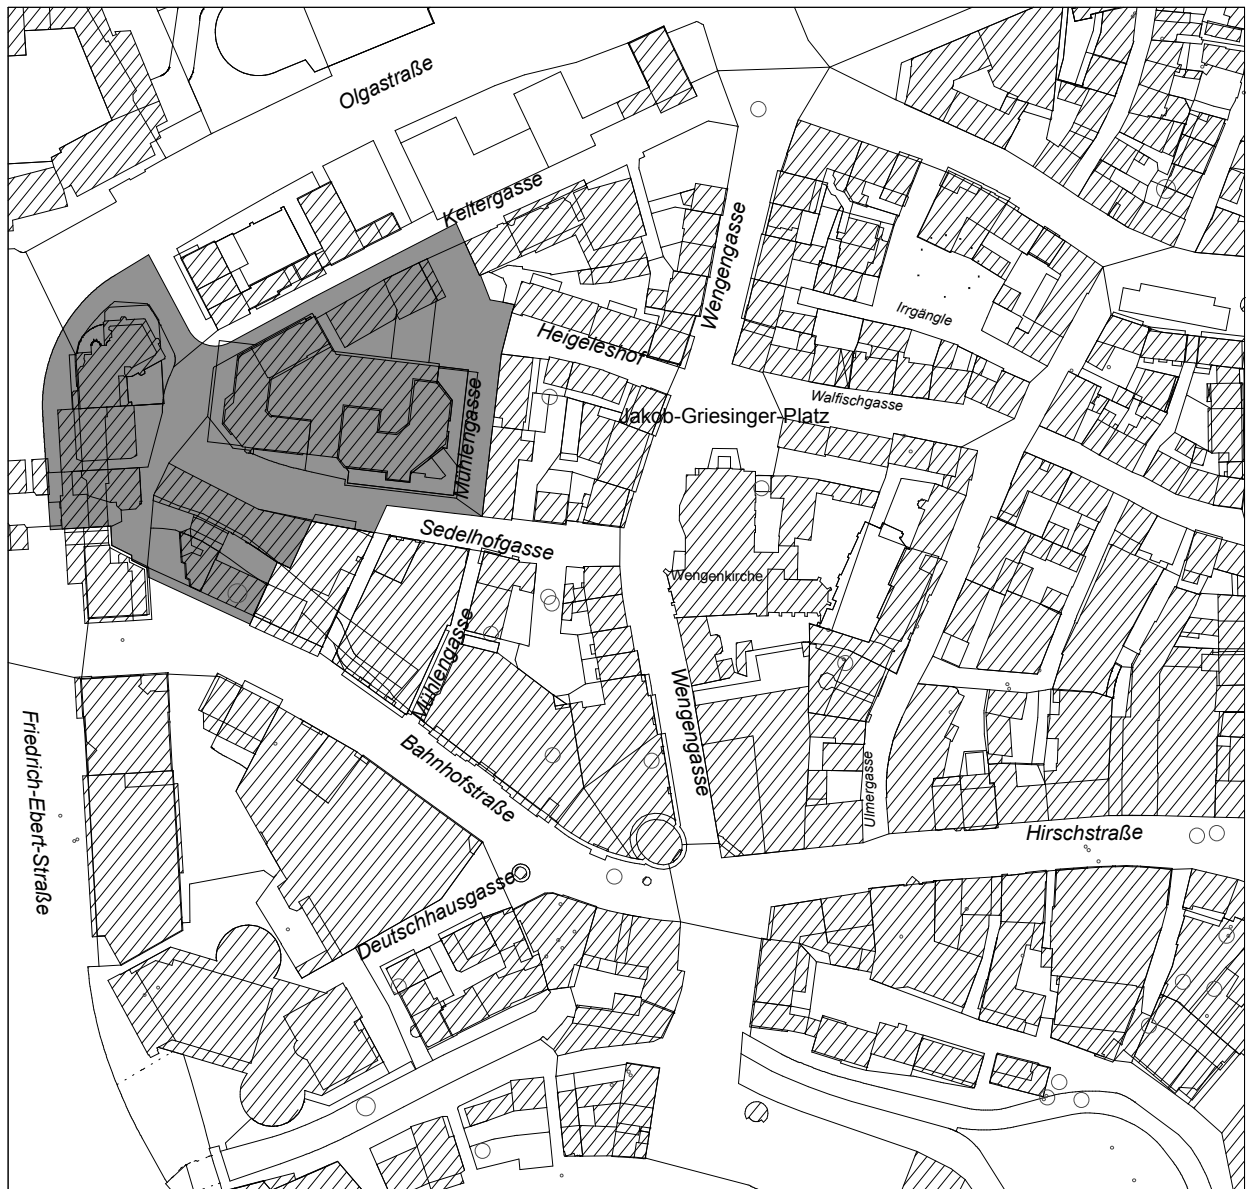 Olgastraße
Keltergasse
Wengengasse
Irrgängle
Heigeleshof
Walfischgasse
Jakob-Griesinger-Platz
Mühlengasse
Sedelhofgasse
Wengenkirche
Mühlengasse
Wengengasse
Bahnhofstraße
Ulmergasse
Friedrich-Ebert-Straße
Hirschstraße
Deutschhausgasse